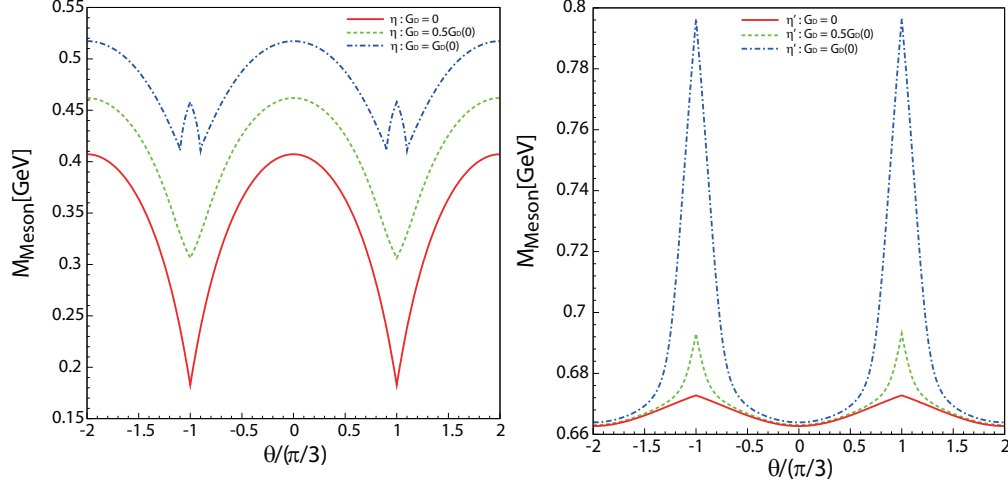 η : G_D = 0
η : G_D = 0.5G_D(0)
η : G_D = G_D(0)
M_Meson[GeV]
0.55
0.5
0.45
0.4
0.35
0.3
0.25
0.2
0.15
-2 -1.5 -1 -0.5 0 0.5 1 1.5 2
θ/(π/3)
η′ : G_D = 0
η′ : G_D = 0.5G_D(0)
η′ : G_D = G_D(0)
M_Meson[GeV]
0.8
0.78
0.76
0.74
0.72
0.7
0.68
0.66
-2 -1.5 -1 -0.5 0 0.5 1 1.5 2
θ/(π/3)